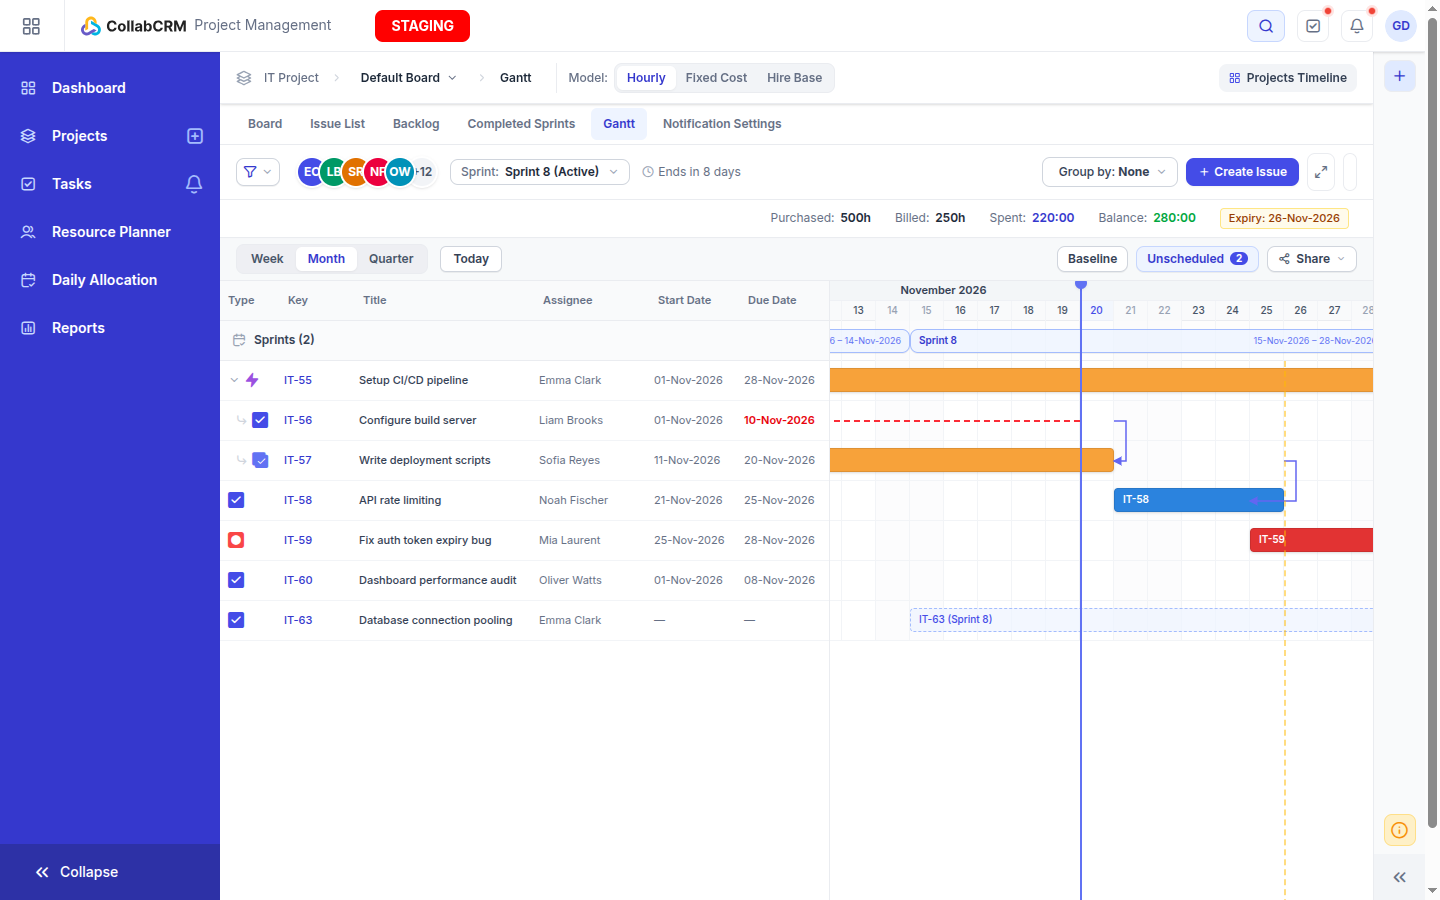 CollabCRM Project Management STAGING GD
Dashboard
Projects
Tasks
Resource Planner
Daily Allocation
Reports
Collapse
IT Project Default Board Gantt Model: Hourly Fixed Cost Hire Base Projects Timeline
Board Issue List Backlog Completed Sprints Gantt Notification Settings
EC LB SR NF OW +12 Sprint: Sprint 8 (Active) Ends in 8 days Group by: None Create Issue
Purchased: 500h Billed: 250h Spent: 220:00 Balance: 280:00 Expiry: 26-Nov-2026
Week Month Quarter Today Baseline Unscheduled 2 Share
November 2026
Type Key Title Assignee Start Date Due Date
13 14 15 16 17 18 19 20 21 22 23 24 25 26 27 28
Sprints (2) 6 – 14-Nov-2026 Sprint 8 15-Nov-2026 – 28-Nov-2026
IT-55 Setup CI/CD pipeline Emma Clark 01-Nov-2026 28-Nov-2026
IT-56 Configure build server Liam Brooks 01-Nov-2026 10-Nov-2026
IT-57 Write deployment scripts Sofia Reyes 11-Nov-2026 20-Nov-2026
IT-58 API rate limiting Noah Fischer 21-Nov-2026 25-Nov-2026 IT-58
IT-59 Fix auth token expiry bug Mia Laurent 25-Nov-2026 28-Nov-2026 IT-59
IT-60 Dashboard performance audit Oliver Watts 01-Nov-2026 08-Nov-2026
IT-63 Database connection pooling Emma Clark — — IT-63 (Sprint 8)